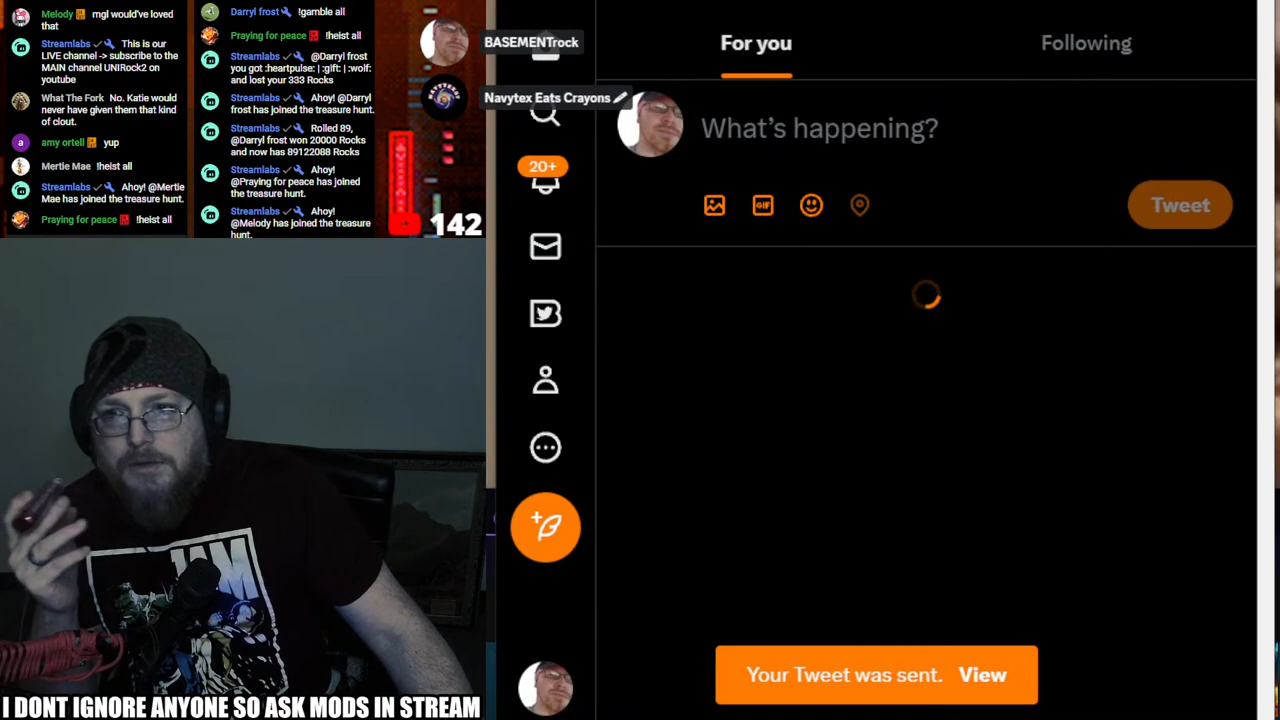 Melody mgl would've loved
that
Streamlabs This is our
LIVE channel -> subscribe to the
MAIN channel UNIRock2 on
youtube
What The Fork No. Katie would
never have given them that kind
of clout.
amy ortell yup
Mertie Mae !heist all
Streamlabs Ahoy! @Mertie
Mae has joined the treasure hunt.
Praying for peace !heist all
Darryl frost !gamble all
Praying for peace !heist all
Streamlabs @Darryl frost
you got :heartpulse: | :gift: | :wolf:
and lost your 333 Rocks
Streamlabs Ahoy! @Darryl
frost has joined the treasure hunt.
Streamlabs Rolled 89,
@Darryl frost won 20000 Rocks
and now has 89122088 Rocks
Streamlabs Ahoy!
@Praying for peace has joined
the treasure hunt.
Streamlabs Ahoy!
@Melody has joined the treasure
hunt.
142
BASEMENTrock
Navytex Eats Crayons
20+
For you
Following
What's happening?
GIF
Tweet
Your Tweet was sent. View
JAM
I DONT IGNORE ANYONE SO ASK MODS IN STREAM